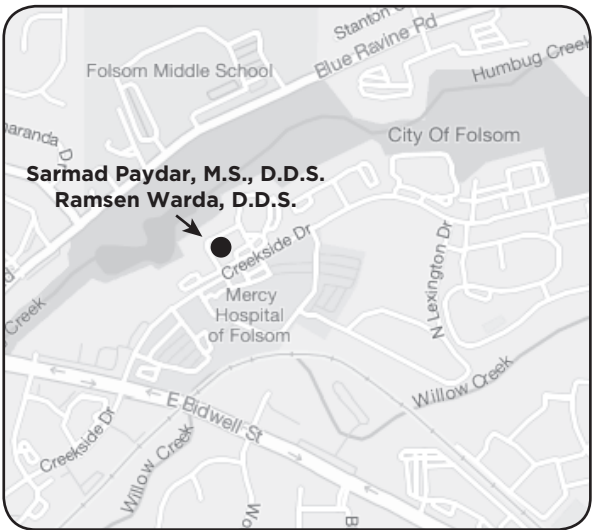 Stanton
Blue Ravine Rd
Humbug Creek
Folsom Middle School
City Of Folsom
Sarmad Paydar, M.S., D.D.S.
Ramsen Warda, D.D.S.
Creekside Dr
N Lexington Dr
Mercy
Hospital
of Folsom
Creek
Willow Creek
E Bidwell St
Creekside Dr
Willow Creek